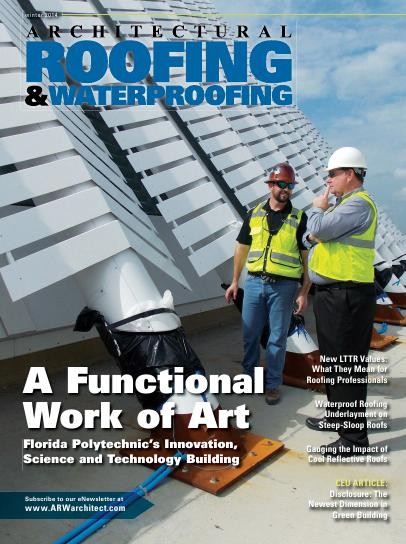 winter 2014
ARCHITECTURAL
ROOFING
&WATERPROOFING
New LTTR Values:
What They Mean for
Roofing Professionals
A Functional
Work of Art
Waterproof Roofing
Underlayment on
Steep-Sloop Roofs
Florida Polytechnic's Innovation,
Science and Technology Building
Gauging the Impact of
Cool Reflective Roofs
CEU ARTICLE:
Disclosure: The
Newest Dimension in
Green Building
Subscribe to our eNewsletter at
www.ARWarchitect.com